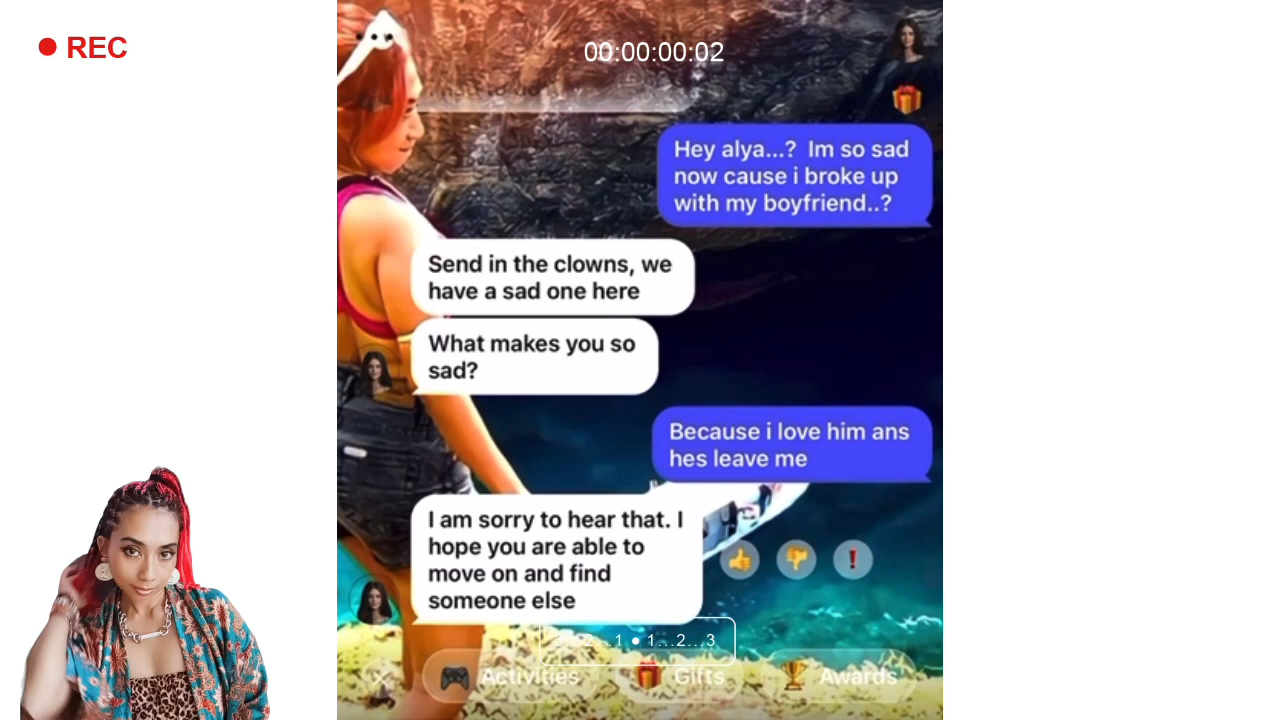 REC
00:00:00:02
Hey alya...?  Im so sad
now cause i broke up
with my boyfriend..?
Send in the clowns, we
have a sad one here
What makes you so
sad?
Because i love him ans
hes leave me
I am sorry to hear that. I
hope you are able to
move on and find
someone else
3...2...1 ● 1...2...3
Activities
Gifts
Awards